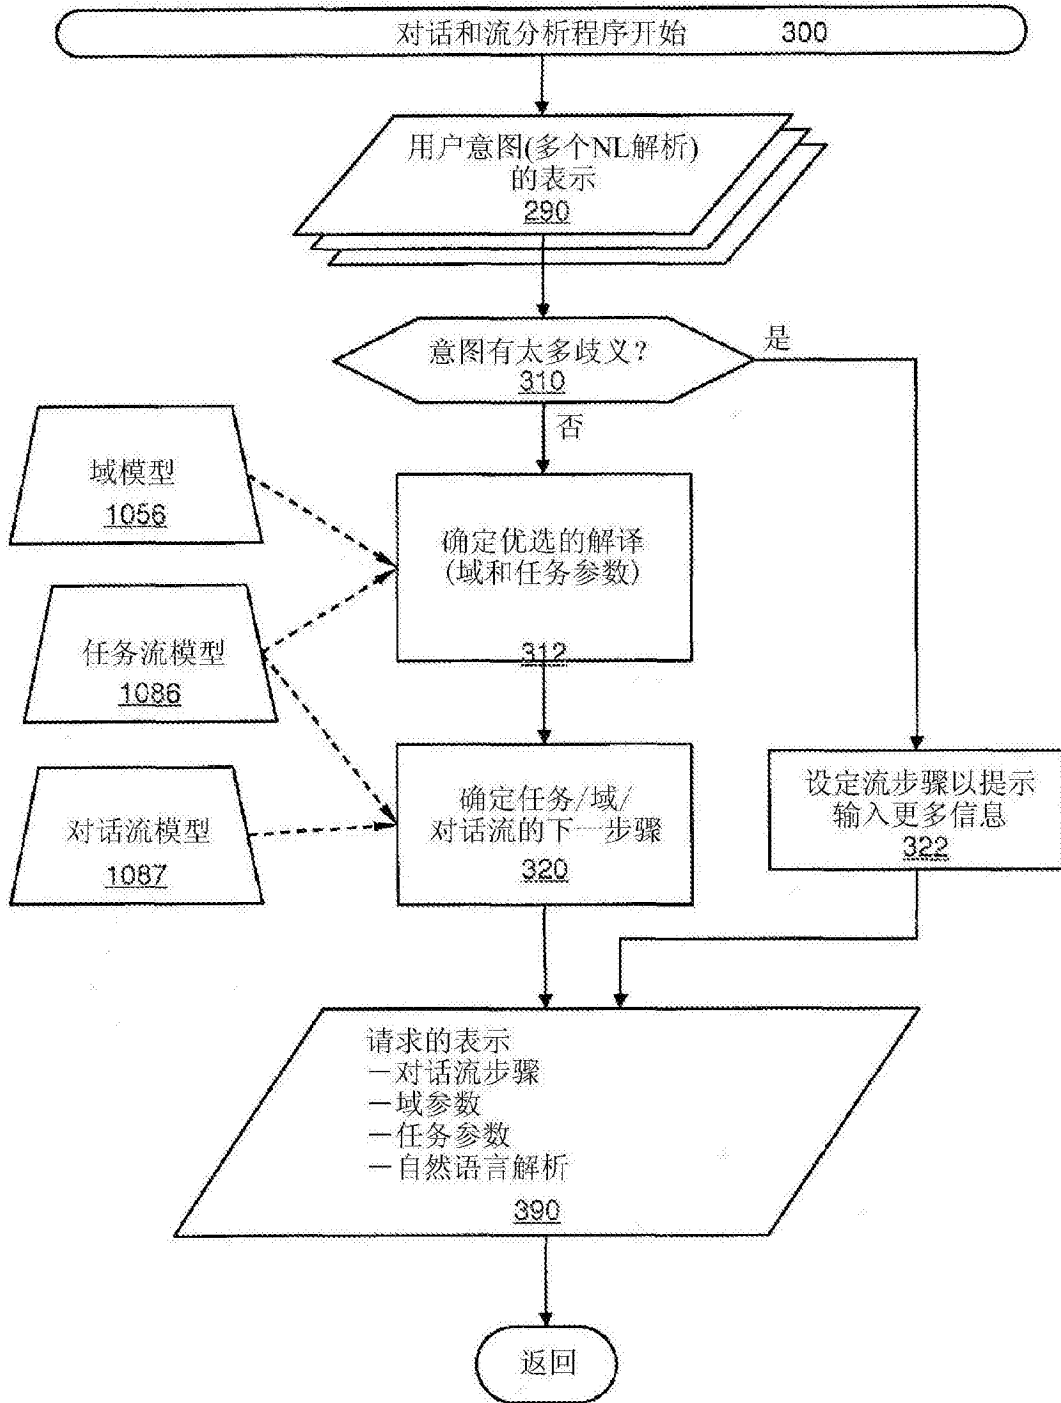 对话和流分析程序开始 300
用户意图(多个NL解析)
的表示
290
意图有太多歧义?
310
是
否
域模型
1056
确定优选的解译
(域和任务参数)
312
任务流模型
1086
确定任务/域/
对话流的下一步骤
320
设定流步骤以提示
输入更多信息
322
对话流模型
1087
请求的表示
－对话流步骤
－域参数
－任务参数
－自然语言解析
390
返回